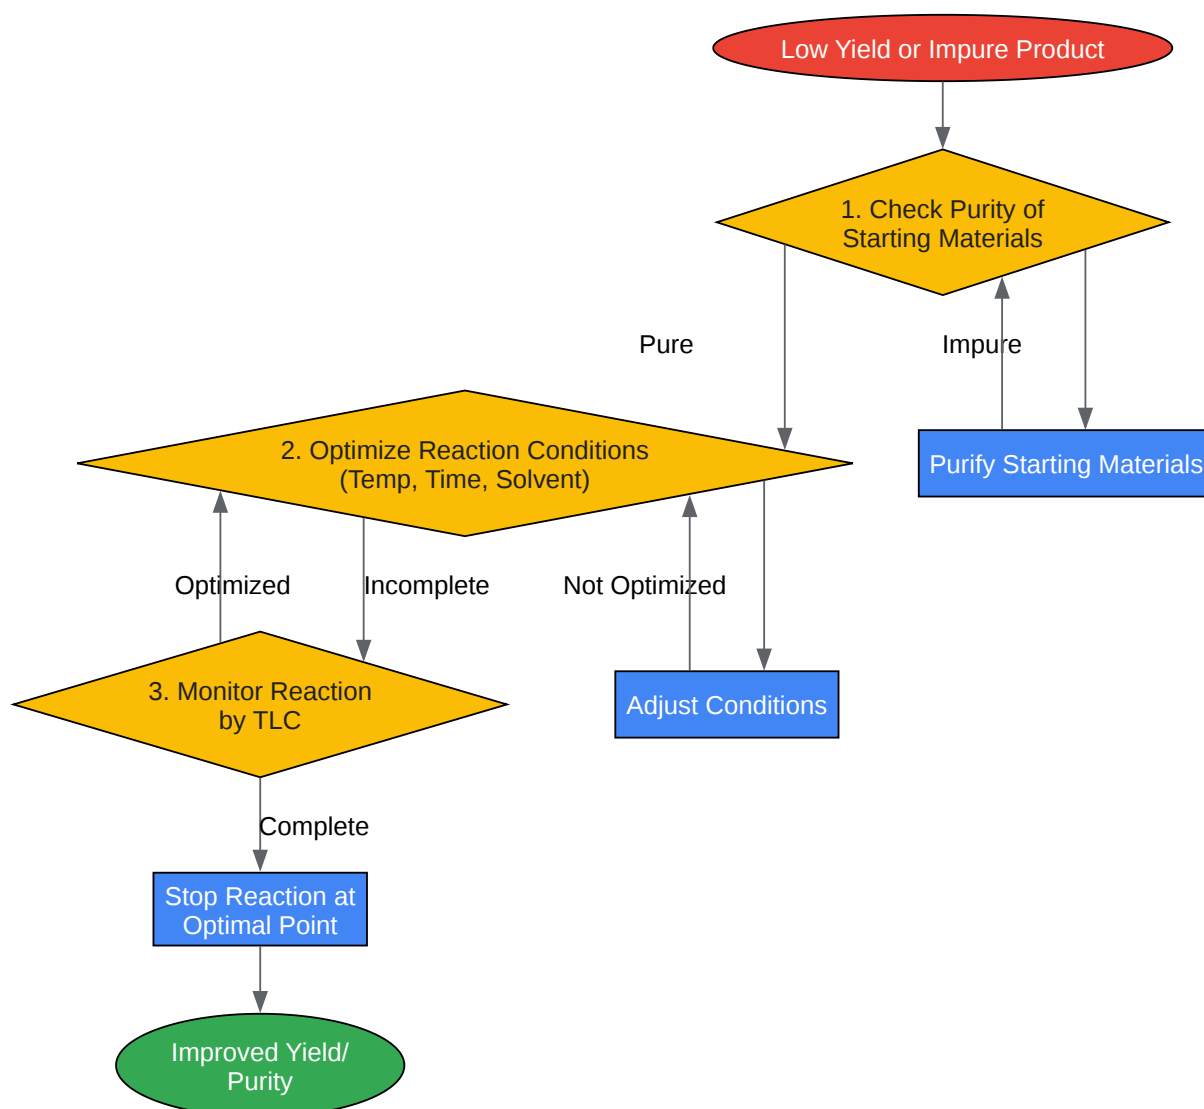 Low Yield or Impure Product
1. Check Purity of
Starting Materials
Pure
Impure
2. Optimize Reaction Conditions
(Temp, Time, Solvent)
Purify Starting Materials
Optimized
Incomplete
Not Optimized
3. Monitor Reaction
by TLC
Adjust Conditions
Complete
Stop Reaction at
Optimal Point
Improved Yield/
Purity